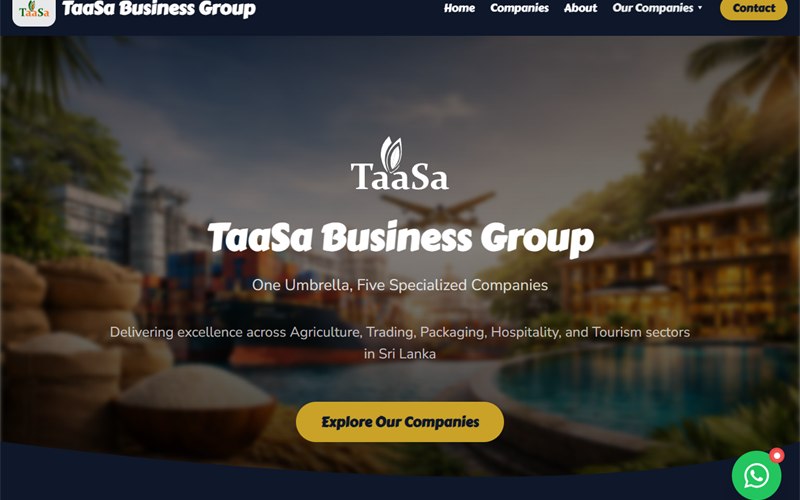 TaaSa
TaaSa Business Group
Home
Companies
About
Our Companies
Contact
TaaSa
TaaSa Business Group
One Umbrella, Five Specialized Companies
Delivering excellence across Agriculture, Trading, Packaging, Hospitality, and Tourism sectors
in Sri Lanka
Explore Our Companies